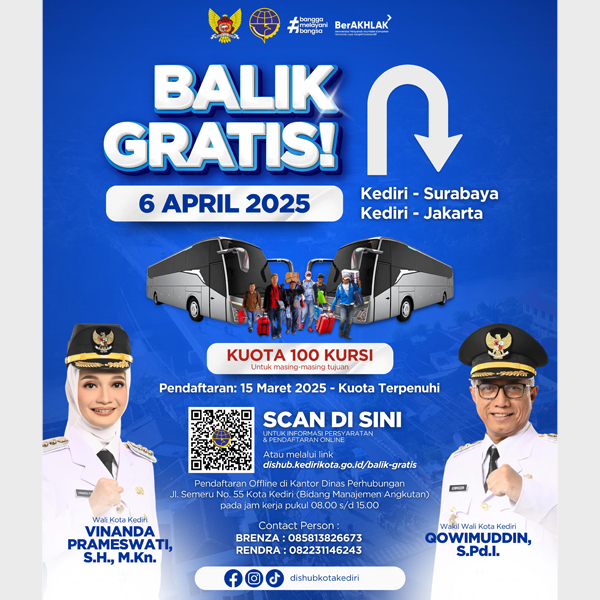 #bangga
melayani
bangsa
BerAKHLAK
BALIK
GRATIS!
6 APRIL 2025
Kediri - Surabaya
Kediri - Jakarta
KUOTA 100 KURSI
Untuk masing-masing tujuan
Pendaftaran: 15 Maret 2025 - Kuota Terpenuhi
SCAN DI SINI
UNTUK INFORMASI PERSYARATAN
& PENDAFTARAN ONLINE
Atau melalui link
dishub.kedirikota.go.id/balik-gratis
Pendaftaran Offline di Kantor Dinas Perhubungan
Jl. Semeru No. 55 Kota Kediri (Bidang Manajemen Angkutan)
pada jam kerja pukul 08.00 s/d 15.00
Contact Person :
BRENZA : 085813826673
RENDRA : 082231146243
Wali Kota Kediri
VINANDA
PRAMESWATI,
S.H., M.Kn.
Wakil Wali Kota Kediri
QOWIMUDDIN,
S.Pd.I.
dishubkotakediri